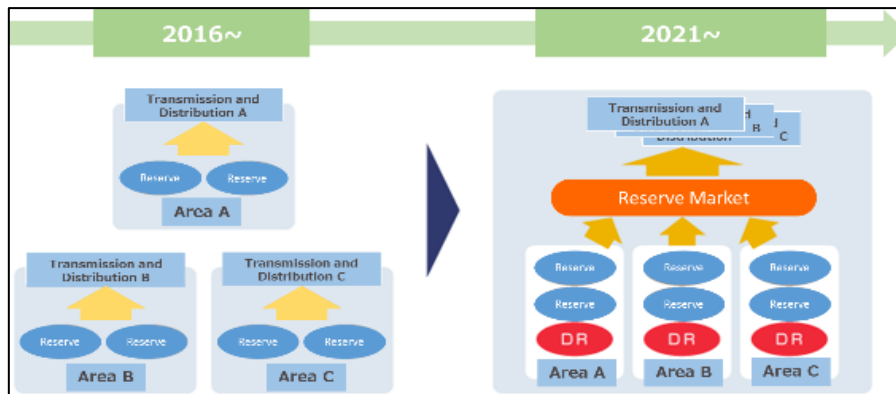 2016~
2021~
Transmission and
Distribution A
Reserve
Reserve
Area A
Transmission and
Distribution B
Reserve
Reserve
Area B
Transmission and
Distribution C
Reserve
Reserve
Area C
Transmission and
Distribution A
B
Distribution
C
Reserve Market
Reserve
Reserve
DR
Area A
Reserve
Reserve
DR
Area B
Reserve
Reserve
DR
Area C